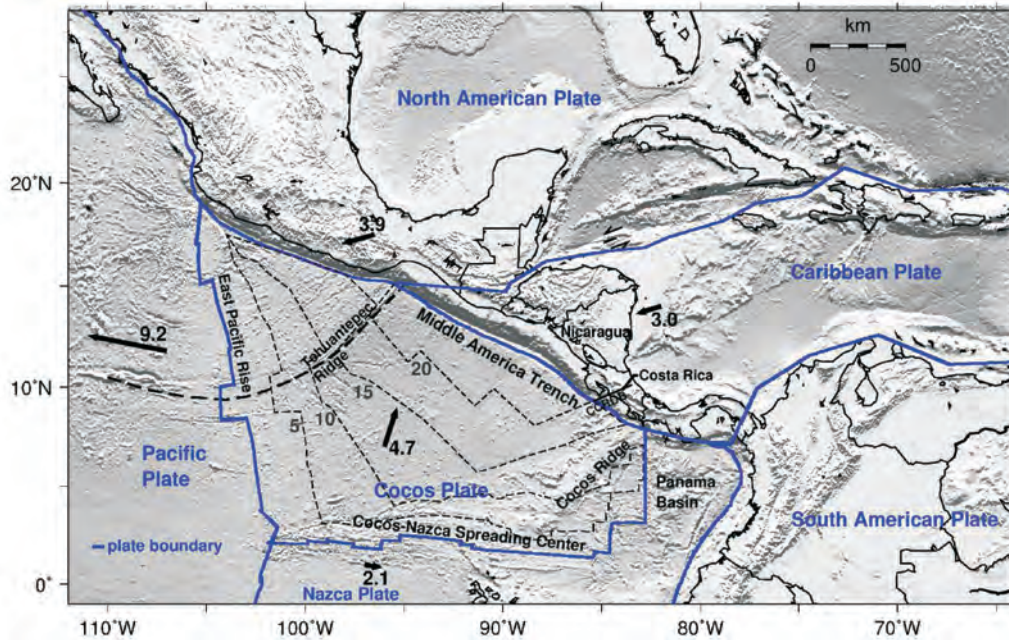 km
0 500
North American Plate
20°N
3.9
Caribbean Plate
East Pacific Rise
Tehuantepec
Ridge
Middle America Trench
Nicaragua
3.0
9.2
Costa Rica
10°N
20
15
10
5
4.7
Pacific
Plate
Cocos Plate
Cocos Ridge
Panama
Basin
South American Plate
Cocos-Nazca Spreading Center
plate boundary
2.1
Nazca Plate
0°
110°W 100°W 90°W 80°W 70°W